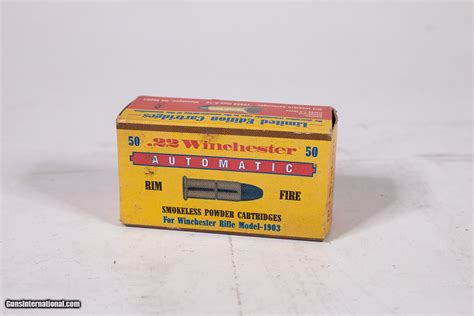 Limited Edition Cartridges
50 .22 Winchester 50
AUTOMATIC
RIM FIRE
SMOKELESS POWDER CARTRIDGES
For Winchester Rifle Model-1903
GunsInternational.com